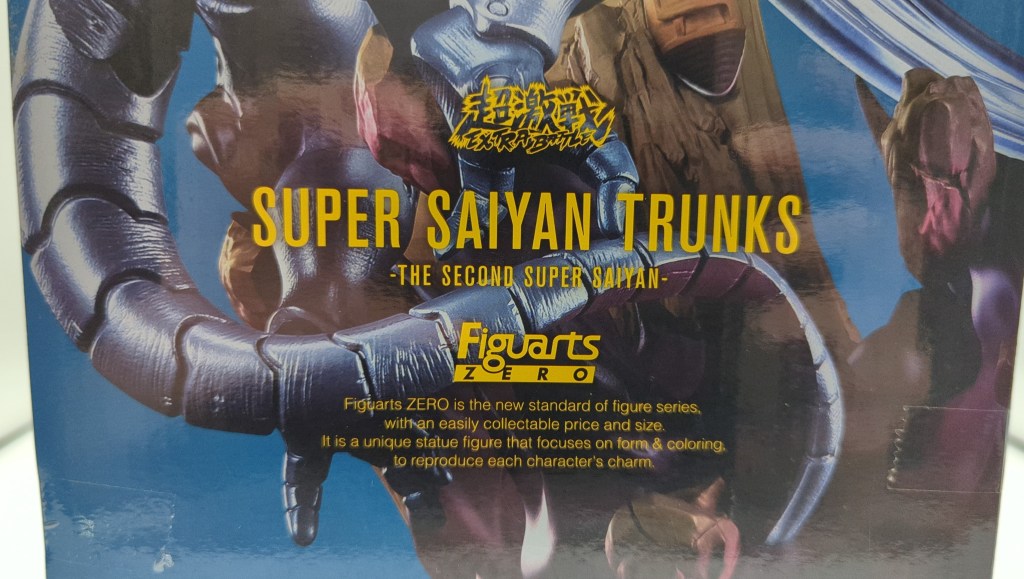 超激戦
EXTRA BATTLE
SUPER SAIYAN TRUNKS
-THE SECOND SUPER SAIYAN-
Figuarts
ZERO
Figuarts ZERO is the new standard of figure series,
with an easily collectable price and size.
It is a unique statue figure that focuses on form & coloring,
to reproduce each character's charm.